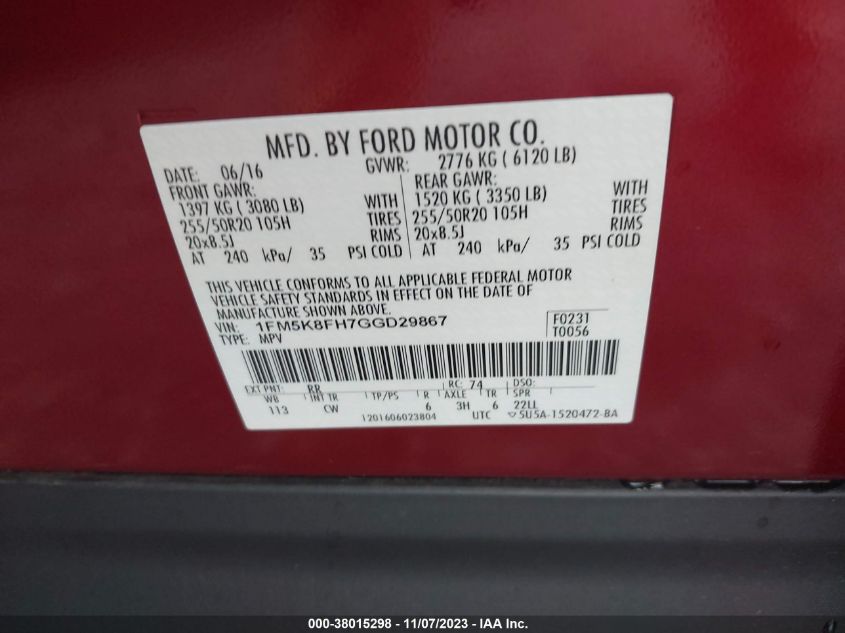 MFD. BY FORD MOTOR CO.
DATE: 06/16 GVWR: 2776 KG ( 6120 LB)
FRONT GAWR: REAR GAWR:
1397 KG ( 3080 LB) WITH 1520 KG ( 3350 LB) WITH
255/50R20 105H TIRES 255/50R20 105H TIRES
20x8.5J RIMS 20x8.5J RIMS
AT 240 kPa/ 35 PSI COLD AT 240 kPa/ 35 PSI COLD
THIS VEHICLE CONFORMS TO ALL APPLICABLE FEDERAL MOTOR
VEHICLE SAFETY STANDARDS IN EFFECT ON THE DATE OF
MANUFACTURE SHOWN ABOVE.
VIN: 1FM5K8FH7GGD29867 F0231
TYPE: MPV T0056
EXT PNT: RR RC: 74 DSO:
WB INT TR TP/PS R AXLE TR SPR
113 CW 6 3H 6 22LL
1201606023804 UTC 5U5A-1520472-BA
000-38015298 - 11/07/2023 - IAA, Inc.